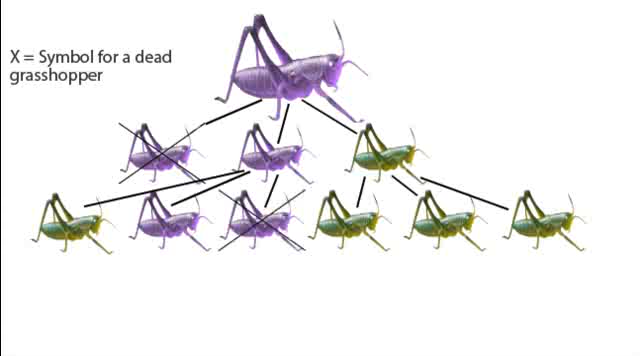 X = Symbol for a dead
grasshopper